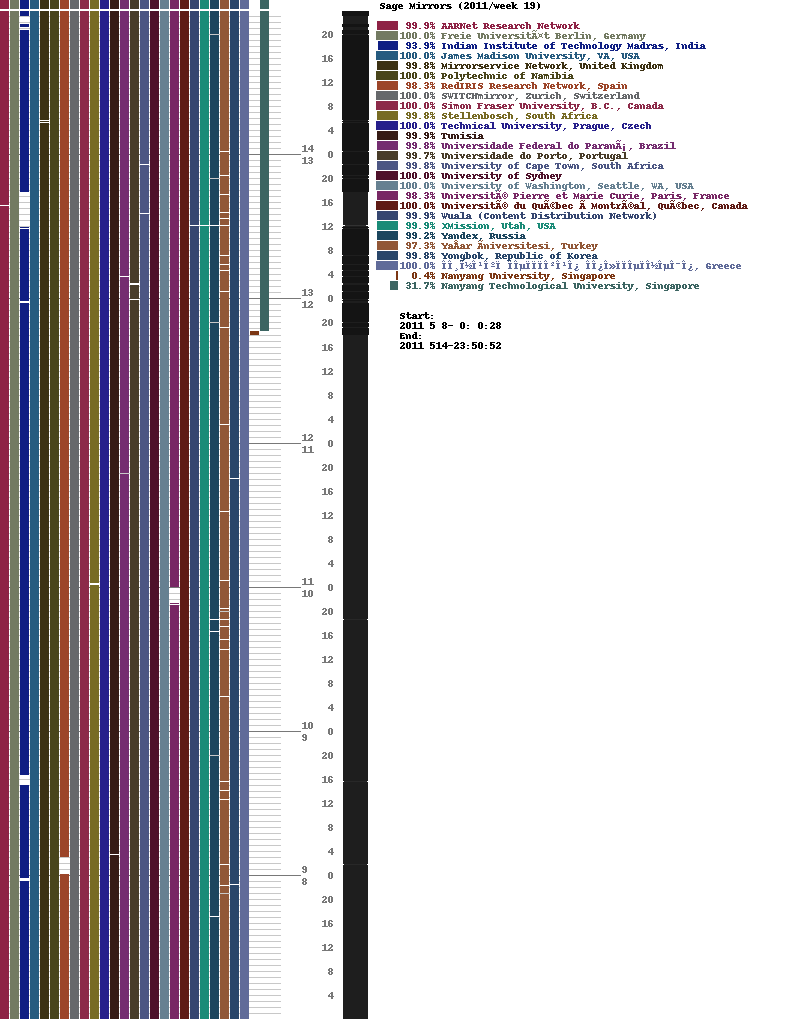 Sage Mirrors (2011/week 19)
99.9% AARNet Research Network
100.0% Freie UniversitÃ¤t Berlin, Germany
93.9% Indian Institute of Technology Madras, India
100.0% James Madison University, VA, USA
99.8% Mirrorservice Network, United Kingdom
100.0% Polytechnic of Namibia
98.3% RedIRIS Research Network, Spain
100.0% SWITCHmirror, Zurich, Switzerland
100.0% Simon Fraser University, B.C., Canada
99.8% Stellenbosch, South Africa
100.0% Technical University, Prague, Czech
99.9% Tunisia
99.8% Universidade Federal do ParanÃ¡, Brazil
99.7% Universidade do Porto, Portugal
99.8% University of Cape Town, South Africa
100.0% University of Sydney
100.0% University of Washington, Seattle, WA, USA
98.3% UniversitÃ© Pierre et Marie Curie, Paris, France
100.0% UniversitÃ© du QuÃ©bec Ã MontrÃ©al, QuÃ©bec, Canada
99.9% Wuala (Content Distribution Network)
99.9% XMission, Utah, USA
99.2% Yandex, Russia
97.3% YaÅar Ãniversitesi, Turkey
99.8% Yongbok, Republic of Korea
100.0% Greece
0.4% Nanyang University, Singapore
31.7% Nanyang Technological University, Singapore
Start:
2011 5 8- 0: 0:28
End:
2011 514-23:50:52
20
16
12
8
4
14
0
13
20
16
12
8
4
13
0
12
20
16
12
8
4
12
0
11
20
16
12
8
4
11
0
10
20
16
12
8
4
10
0
9
20
16
12
8
4
9
0
8
20
16
12
8
4